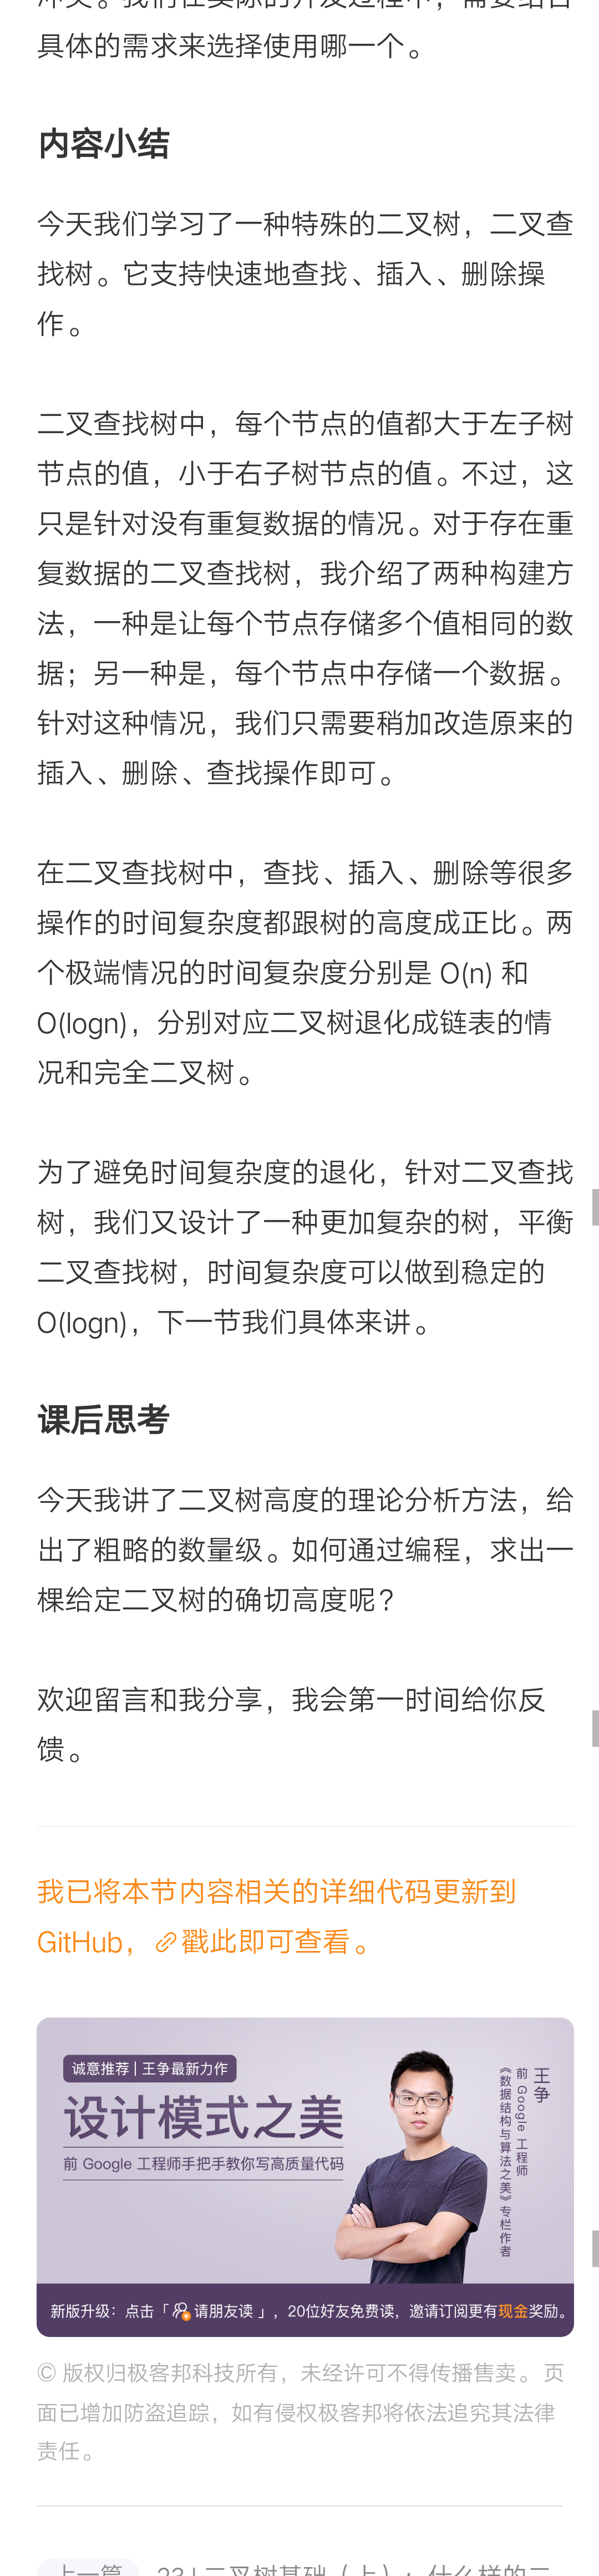 冲突。我们在实际的开发过程中，需要结合
具体的需求来选择使用哪一个。
内容小结
今天我们学习了一种特殊的二叉树，二叉查
找树。它支持快速地查找、插入、删除操
作。
二叉查找树中，每个节点的值都大于左子树
节点的值，小于右子树节点的值。不过，这
只是针对没有重复数据的情况。对于存在重
复数据的二叉查找树，我介绍了两种构建方
法，一种是让每个节点存储多个值相同的数
据；另一种是，每个节点中存储一个数据。
针对这种情况，我们只需要稍加改造原来的
插入、删除、查找操作即可。
在二叉查找树中，查找、插入、删除等很多
操作的时间复杂度都跟树的高度成正比。两
个极端情况的时间复杂度分别是 O(n) 和
O(logn)，分别对应二叉树退化成链表的情
况和完全二叉树。
为了避免时间复杂度的退化，针对二叉查找
树，我们又设计了一种更加复杂的树，平衡
二叉查找树，时间复杂度可以做到稳定的
O(logn)，下一节我们具体来讲。
课后思考
今天我讲了二叉树高度的理论分析方法，给
出了粗略的数量级。如何通过编程，求出一
棵给定二叉树的确切高度呢？
欢迎留言和我分享，我会第一时间给你反
馈。
我已将本节内容相关的详细代码更新到
GitHub，戳此即可查看。
诚意推荐 | 王争最新力作
设计模式之美
前 Google 工程师手把手教你写高质量代码
王争
前 Google 工程师
《数据结构与算法之美》专栏作者
新版升级：点击「 请朋友读 」，20位好友免费读，邀请订阅更有现金奖励。
© 版权归极客邦科技所有，未经许可不得传播售卖。页
面已增加防盗追踪，如有侵权极客邦将依法追究其法律
责任。
上一篇 23 | 二叉树基础（上）：什么样的二